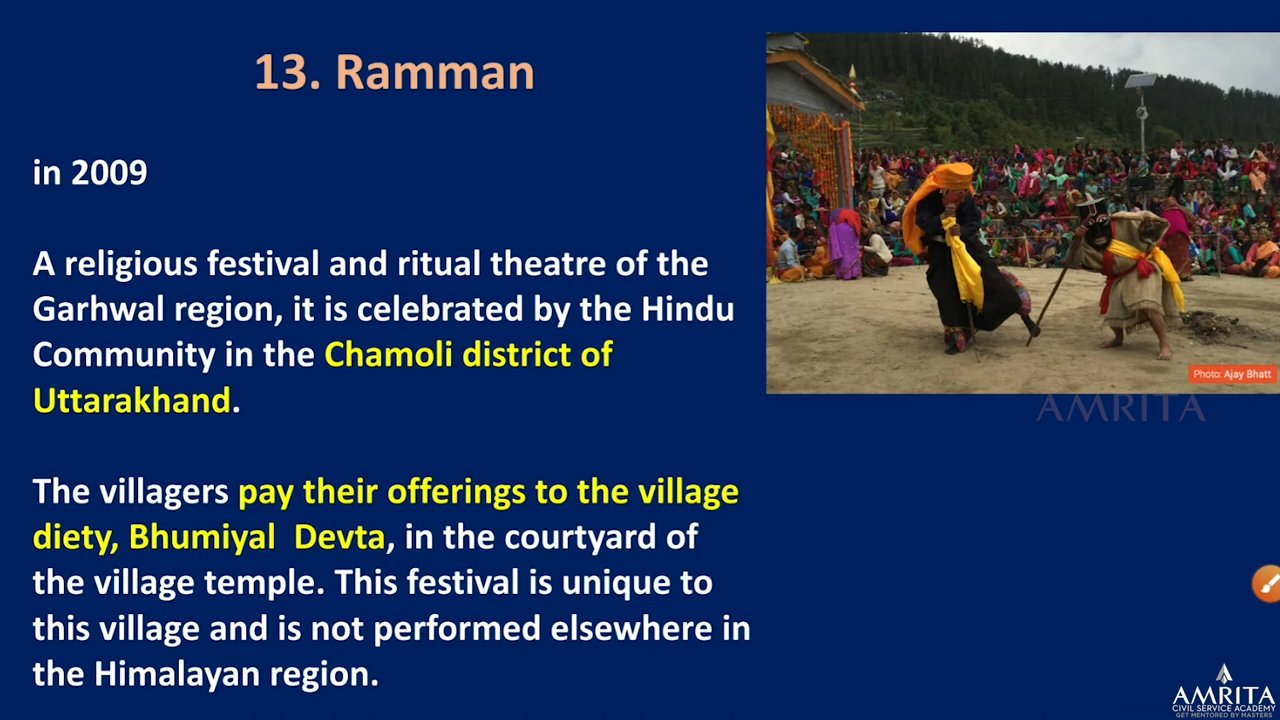 13. Ramman
in 2009
A religious festival and ritual theatre of the
Garhwal region, it is celebrated by the Hindu
Community in the Chamoli district of
Uttarakhand.
The villagers pay their offerings to the village
diety, Bhumiyal Devta, in the courtyard of
the village temple. This festival is unique to
this village and is not performed elsewhere in
the Himalayan region.
Photo: Ajay Bhatt
AMRITA
AMRITA
CIVIL SERVICE ACADEMY
GET MENTORED BY MASTERS